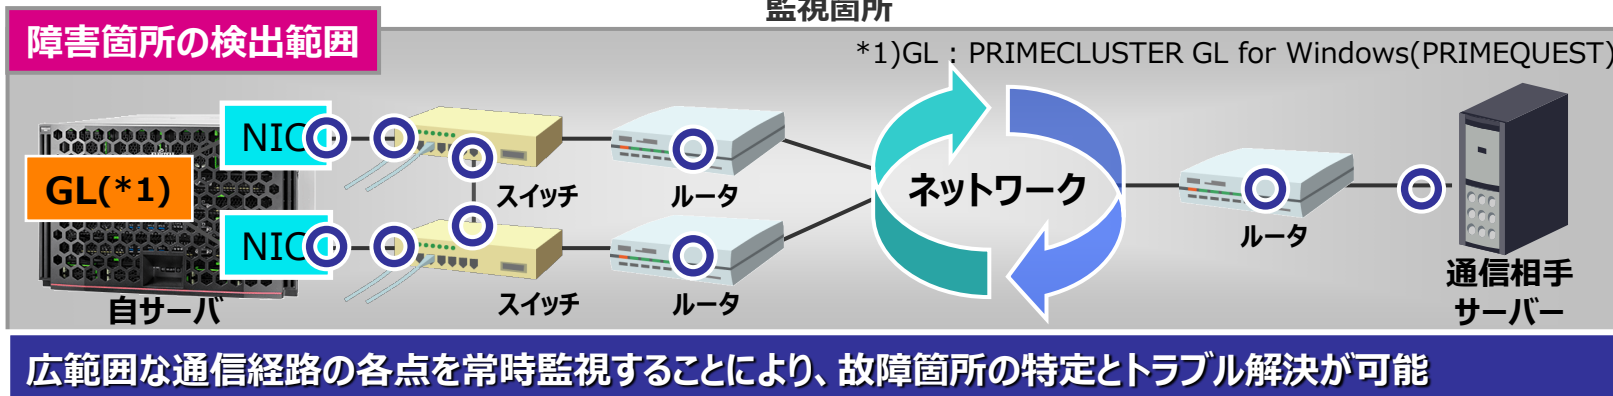 監視箇所
障害箇所の検出範囲
*1)GL : PRIMECLUSTER GL for Windows(PRIMEQUEST)
NIC
GL(*1)
スイッチ
ルータ
ネットワーク
NIC
ルータ
スイッチ
ルータ
自サーバ
通信相手
サーバー
広範囲な通信経路の各点を常時監視することにより、故障箇所の特定とトラブル解決が可能